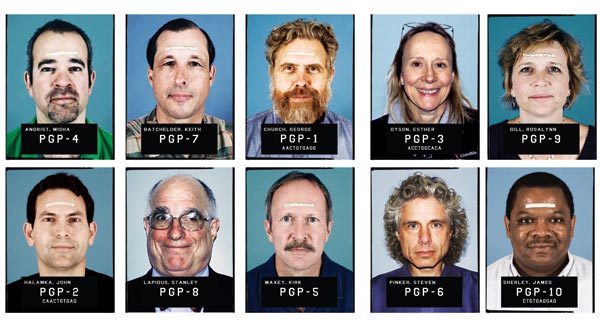 ANGRIST, MISHA
PGP-4
BATCHELDER, KEITH
PGP-7
CHURCH, GEORGE
PGP-1
AACTGTGAGG
DYSON, ESTHER
PGP-3
ACCTGGCACA
GILL, ROSALYNN
PGP-9
HALAMKA, JOHN
PGP-2
CAACTGTGAG
LAPIDUS, STANLEY
PGP-8
MAXEY, KIRK
PGP-5
PINKER, STEVEN
PGP-6
SHERLEY, JAMES
PGP-10